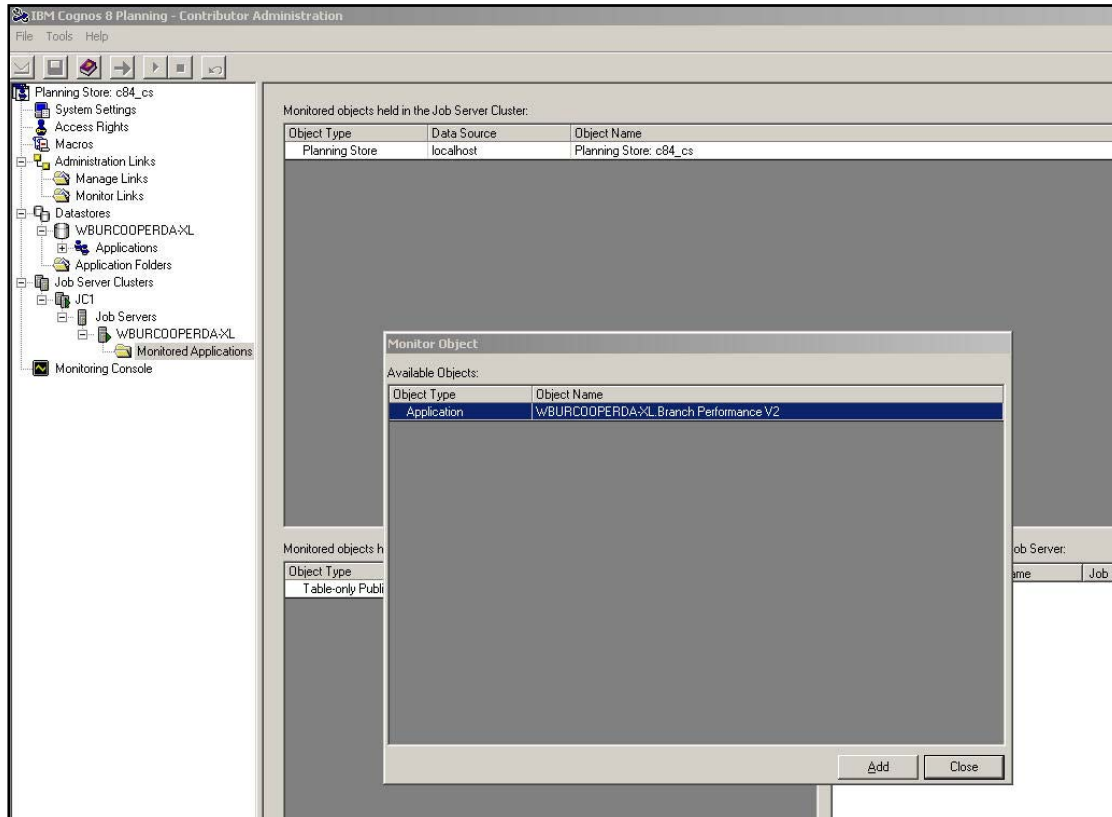 IBM Cognos 8 Planning - Contributor Administration
File Tools Help
Planning Store: c84_cs
System Settings
Access Rights
Macros
Administration Links
Manage Links
Monitor Links
Datastores
WBURCOOPERDA-XL
Applications
Application Folders
Job Server Clusters
JC1
Job Servers
WBURCOOPERDA-XL
Monitored Applications
Monitoring Console
Monitored objects held in the Job Server Cluster:
Object Type Data Source Object Name
Planning Store localhost Planning Store: c84_cs
Monitor Object
Available Objects:
Object Type Object Name
Application WBURCOOPERDA-XL.Branch Performance V2
Add Close
Monitored objects h
ob Server:
Object Type
ame Job
Table-only Publi